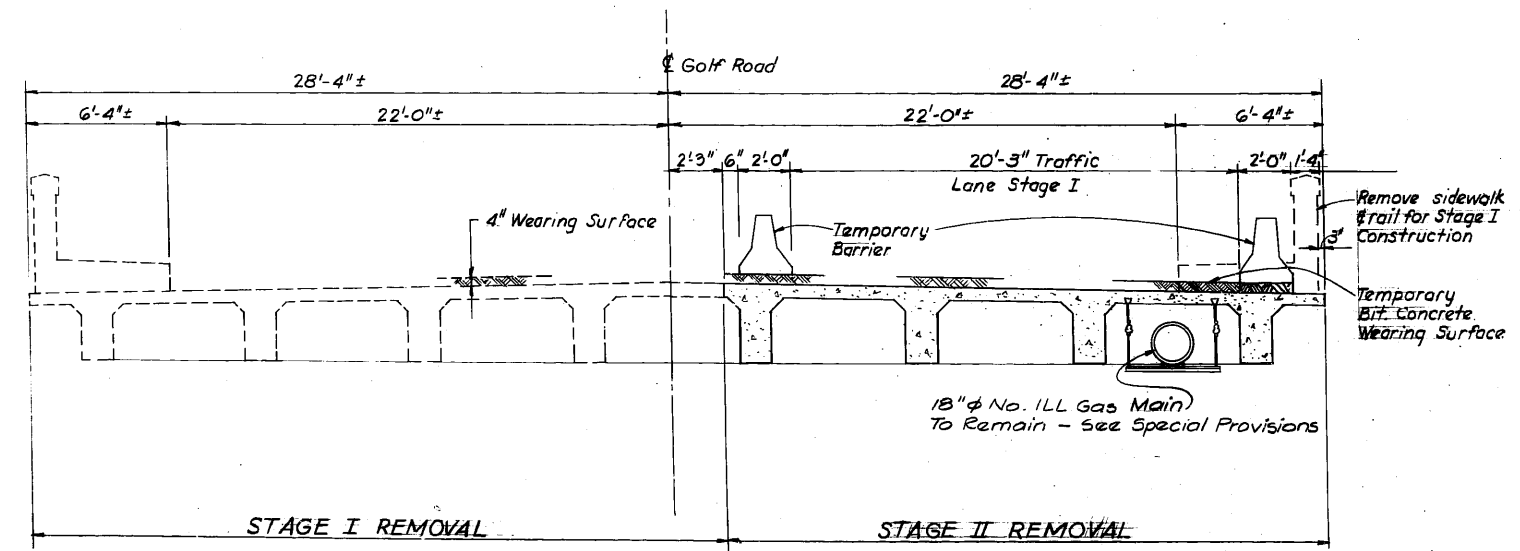 ℄ Golf Road
28'-4"±
28'-4"±
6'-4"±
22'-0"±
22'-0"±
6'-4"±
2'-3"
6"
2'-0"
20'-3" Traffic
Lane Stage I
2'-0"
1'-4"
4" Wearing Surface
Temporary
Barrier
Remove sidewalk
& rail for Stage I
Construction
3"
Temporary
Bit. Concrete
Wearing Surface
18"φ No. ILL Gas Main
To Remain - See Special Provisions
STAGE I REMOVAL
STAGE II REMOVAL